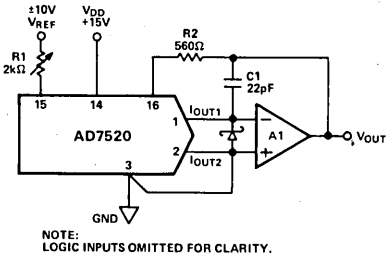 ±10V
VREF
VDD
+15V
R1
2kΩ
R2
560Ω
C1
22pF
15
14
16
AD7520
1
IOUT1
2
IOUT2
3
−
+
A1
VOUT
GND
NOTE:
LOGIC INPUTS OMITTED FOR CLARITY.